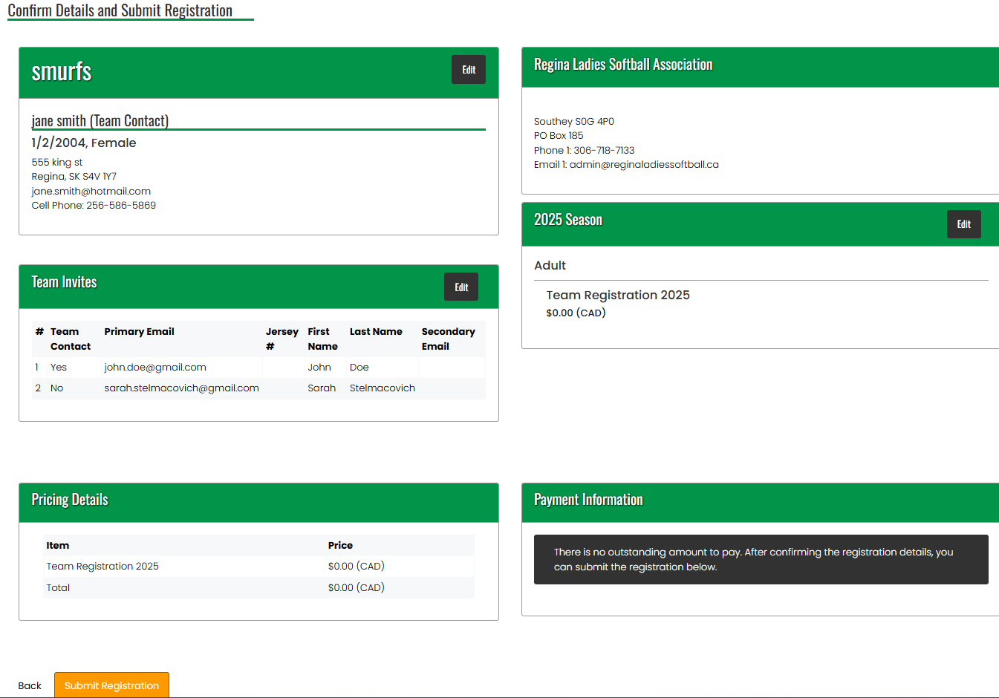 Confirm Details and Submit Registration
smurfs
Edit
jane smith (Team Contact)
1/2/2004, Female
555 king st
Regina, SK S4V 1Y7
jane.smith@hotmail.com
Cell Phone: 256-586-5869
Regina Ladies Softball Association
Southey S0G 4P0
PO Box 185
Phone 1: 306-718-7133
Email 1: admin@reginaladiessoftball.ca
2025 Season
Edit
Adult
Team Registration 2025
$0.00 (CAD)
Team Invites
Edit
# Team Contact Primary Email Jersey # First Name Last Name Secondary Email
1 Yes john.doe@gmail.com John Doe
2 No sarah.stelmacovich@gmail.com Sarah Stelmacovich
Pricing Details
Item Price
Team Registration 2025 $0.00 (CAD)
Total $0.00 (CAD)
Payment Information
There is no outstanding amount to pay. After confirming the registration details, you
can submit the registration below.
Back Submit Registration